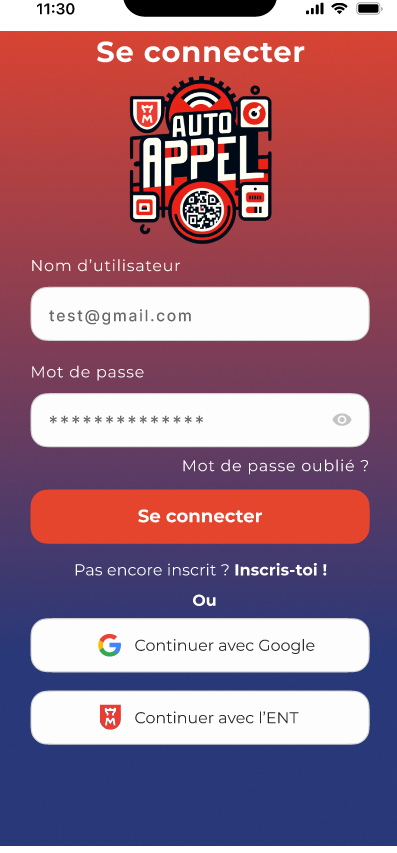 11:30
Se connecter
M
AUTO
APPEL
Nom d'utilisateur
test@gmail.com
Mot de passe
**************
Mot de passe oublié ?
Se connecter
Pas encore inscrit ? Inscris-toi !
Ou
G Continuer avec Google
M Continuer avec l'ENT